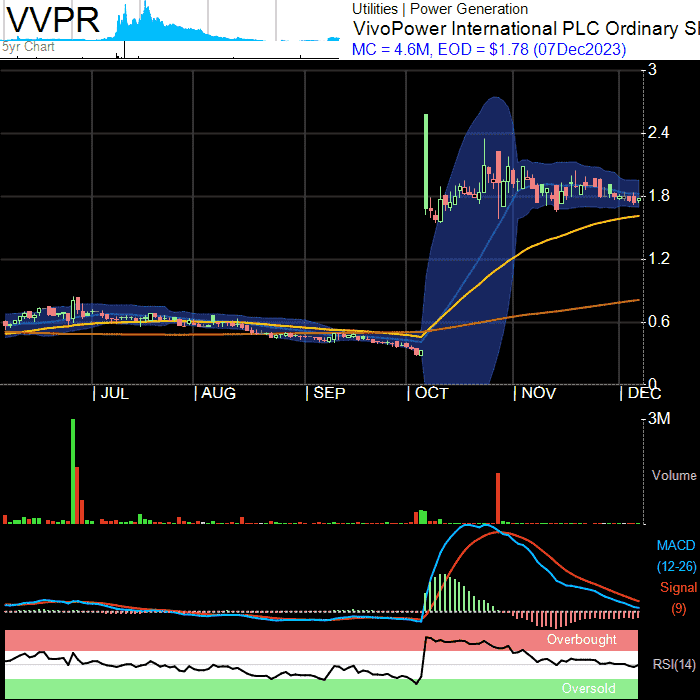 VVPR
5yr Chart
Utilities | Power Generation
VivoPower International PLC Ordinary S
MC = 4.6M, EOD = $1.78 (07Dec2023)
3
2.4
1.8
1.2
0.6
0
JUL AUG SEP OCT NOV DEC
3M
Volume
MACD
(12-26)
Signal
(9)
Overbought
RSI(14)
Oversold